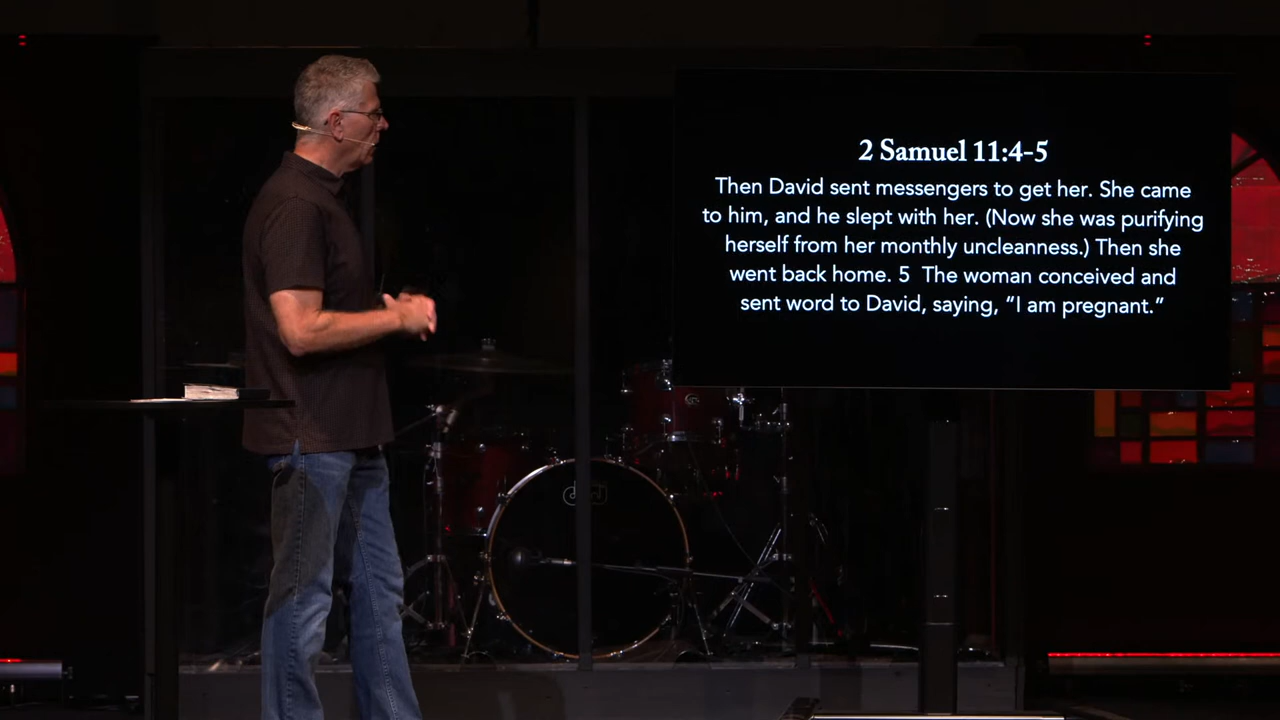 2 Samuel 11:4-5
Then David sent messengers to get her. She came
to him, and he slept with her. (Now she was purifying
herself from her monthly uncleanness.) Then she
went back home. 5 The woman conceived and
sent word to David, saying, “I am pregnant.”
dw